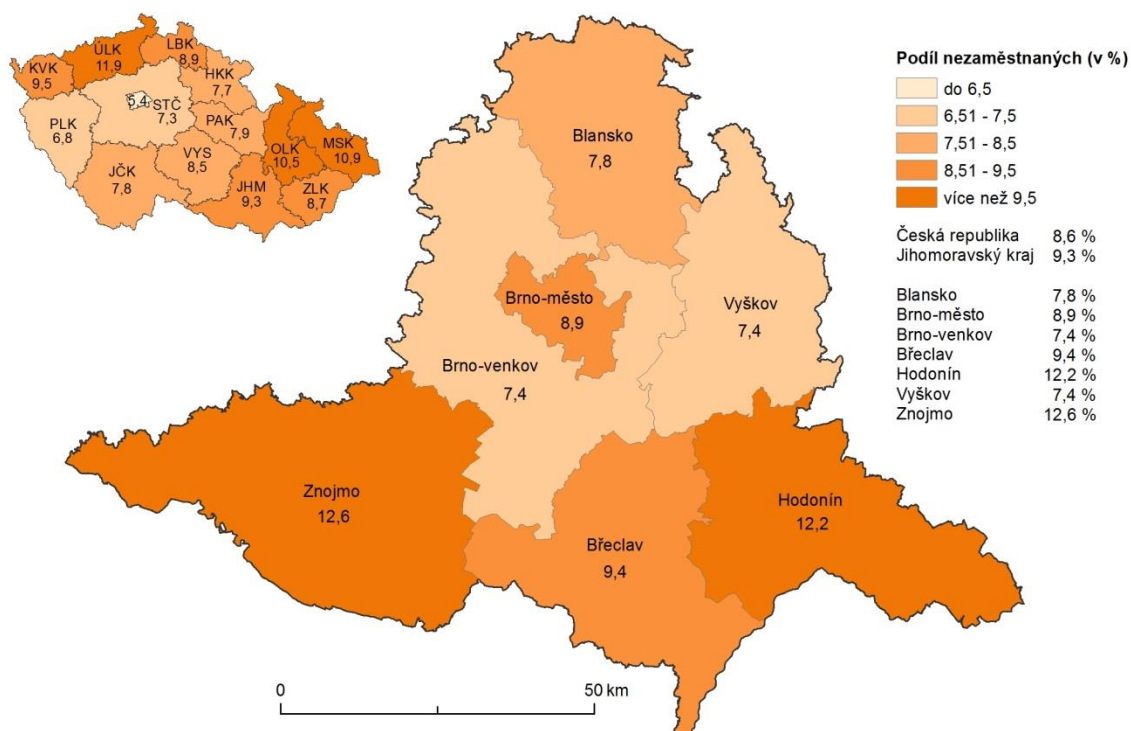 ÚLK
11,9
LBK
8,9
KVK
9,5
HKK
7,7
5,4
STČ
7,3
PLK
6,8
PAK
7,9
OLK
10,5
MSK
10,9
VYS
8,5
JČK
7,8
JHM
9,3
ZLK
8,7
Blansko
7,8
Brno-město
8,9
Vyškov
7,4
Brno-venkov
7,4
Znojmo
12,6
Hodonín
12,2
Břeclav
9,4
0 50 km
Podíl nezaměstnaných (v %)
do 6,5
6,51 - 7,5
7,51 - 8,5
8,51 - 9,5
více než 9,5
Česká republika 8,6 %
Jihomoravský kraj 9,3 %
Blansko 7,8 %
Brno-město 8,9 %
Brno-venkov 7,4 %
Břeclav 9,4 %
Hodonín 12,2 %
Vyškov 7,4 %
Znojmo 12,6 %